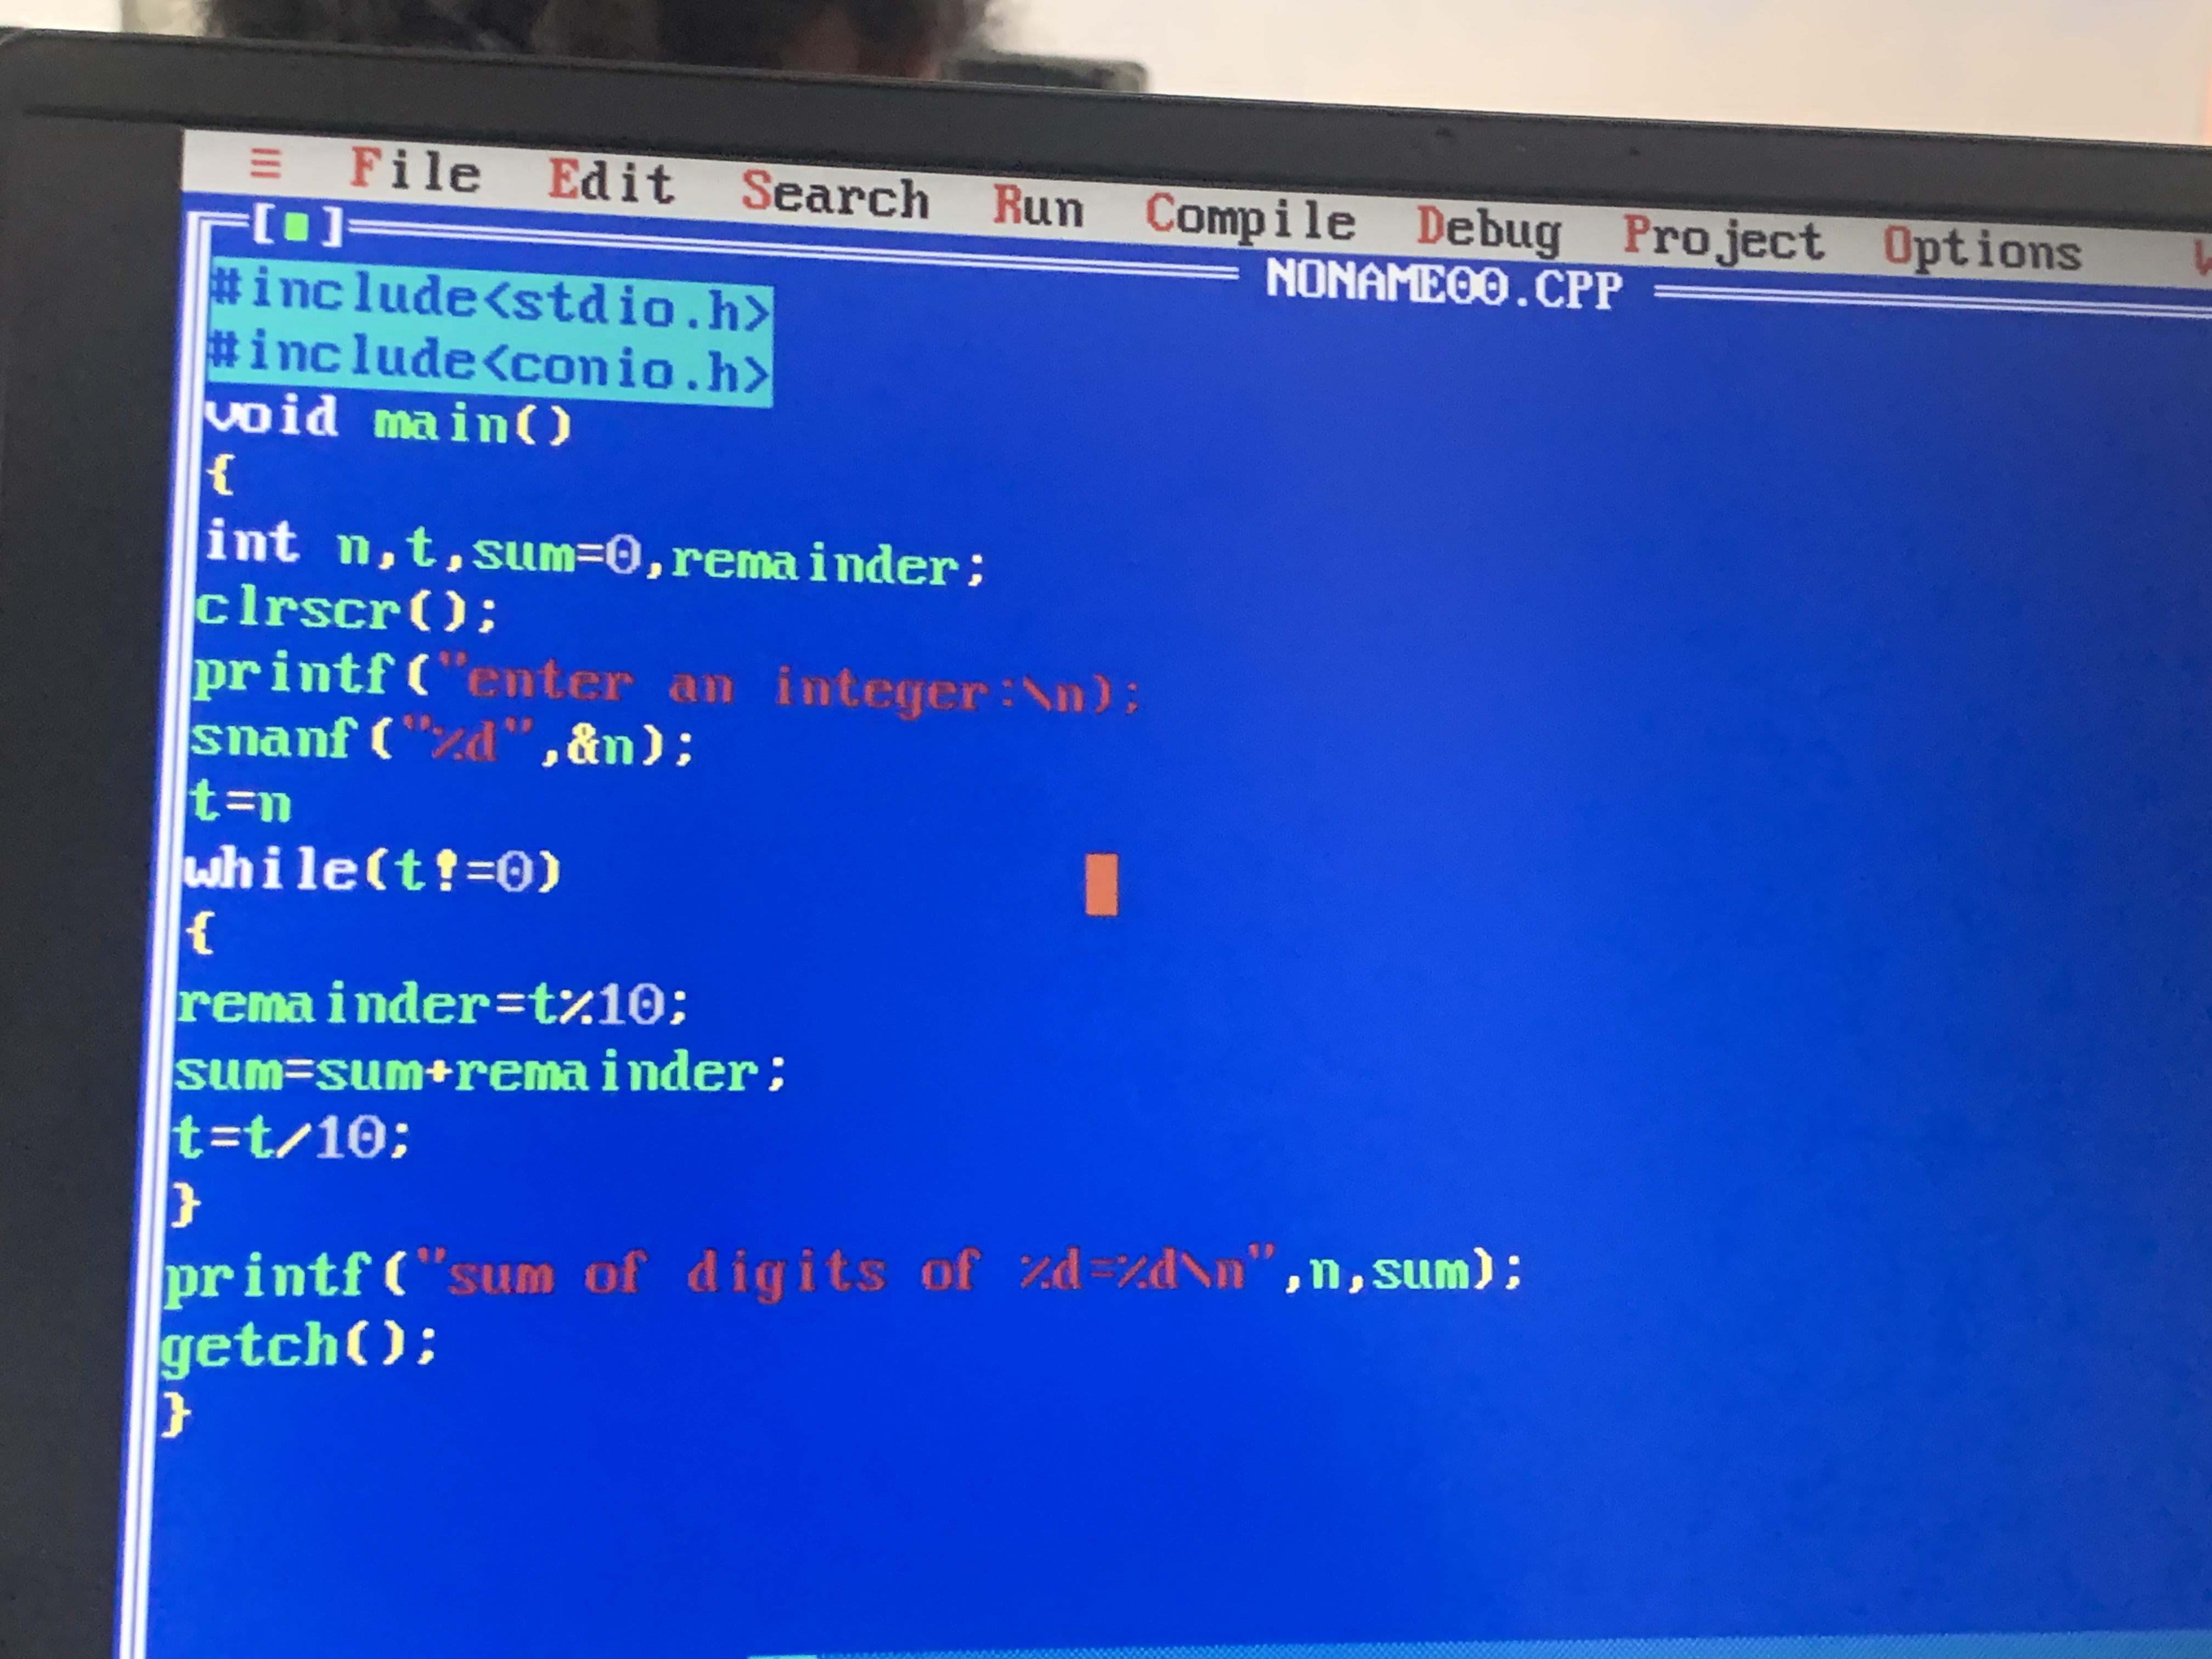 ≡ File Edit Search Run Compile Debug Project Options
[■] NONAME00.CPP
#include<stdio.h>
#include<conio.h>
void main()
{
int n,t,sum=0,remainder;
clrscr();
printf("enter an integer:\n);
snanf("%d",&n);
t=n
while(t!=0)
{
remainder=t%10;
sum=sum+remainder;
t=t/10;
}
printf("sum of digits of %d=%d\n",n,sum);
getch();
}